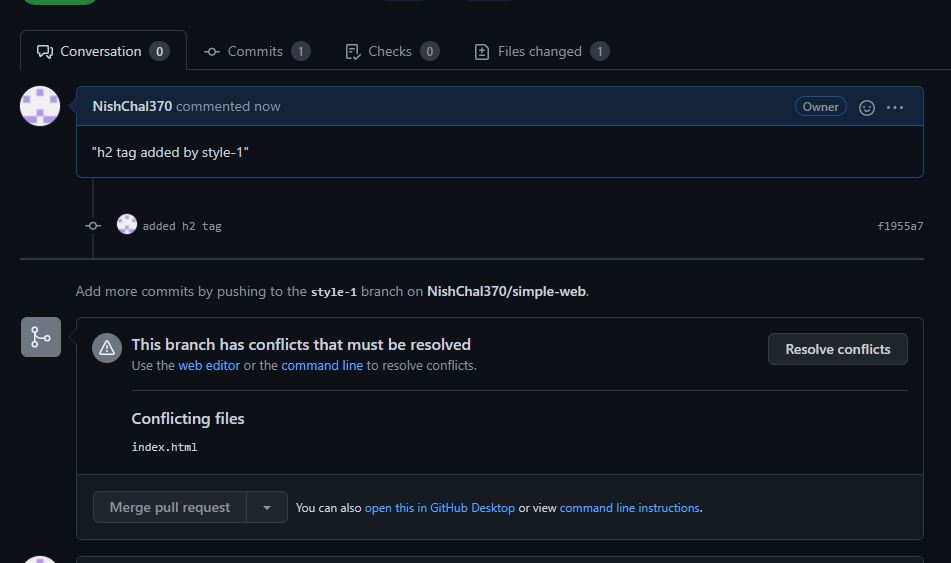 Conversation 0 Commits 1 Checks 0 Files changed 1
NishChal370 commented now Owner
"h2 tag added by style-1"
added h2 tag f1955a7
Add more commits by pushing to the style-1 branch on NishChal370/simple-web.
This branch has conflicts that must be resolved
Use the web editor or the command line to resolve conflicts.
Resolve conflicts
Conflicting files
index.html
Merge pull request You can also open this in GitHub Desktop or view command line instructions.